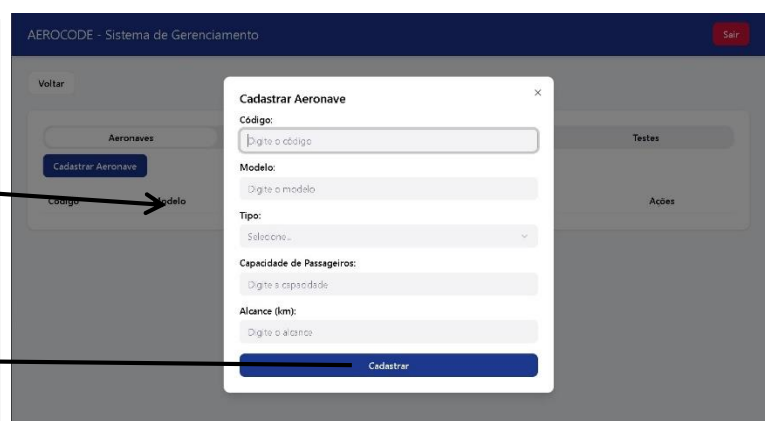 AEROCODE - Sistema de Gerenciamento
Sair
Voltar
Aeronaves
Testes
Cadastrar Aeronave
Código
Modelo
Ações
Cadastrar Aeronave
×
Código:
Digite o código
Modelo:
Digite o modelo
Tipo:
Selecione..
Capacidade de Passageiros:
Digite a capacidade
Alcance (km):
Digite o alcance
Cadastrar